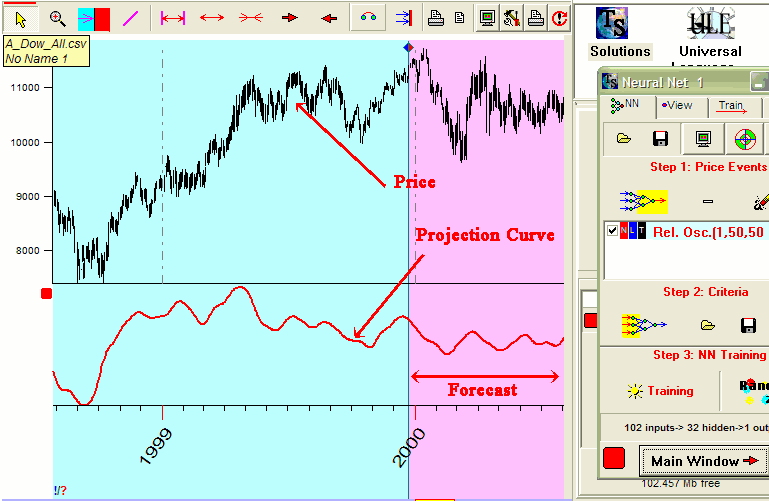 A_Dow_All.csv
No Name 1
11000
10000
9000
8000
Price
Projection Curve
Forecast
1999
2000
!/?
TS
Solutions
ULE
Universal
Neural Net 1
NN
View
Train
Step 1: Price Events
N L T Rel. Osc.(1,50,50
Step 2: Criteria
Step 3: NN Training
Training
102 inputs-> 32 hidden->1 out
Main Window
102.457 Mb free